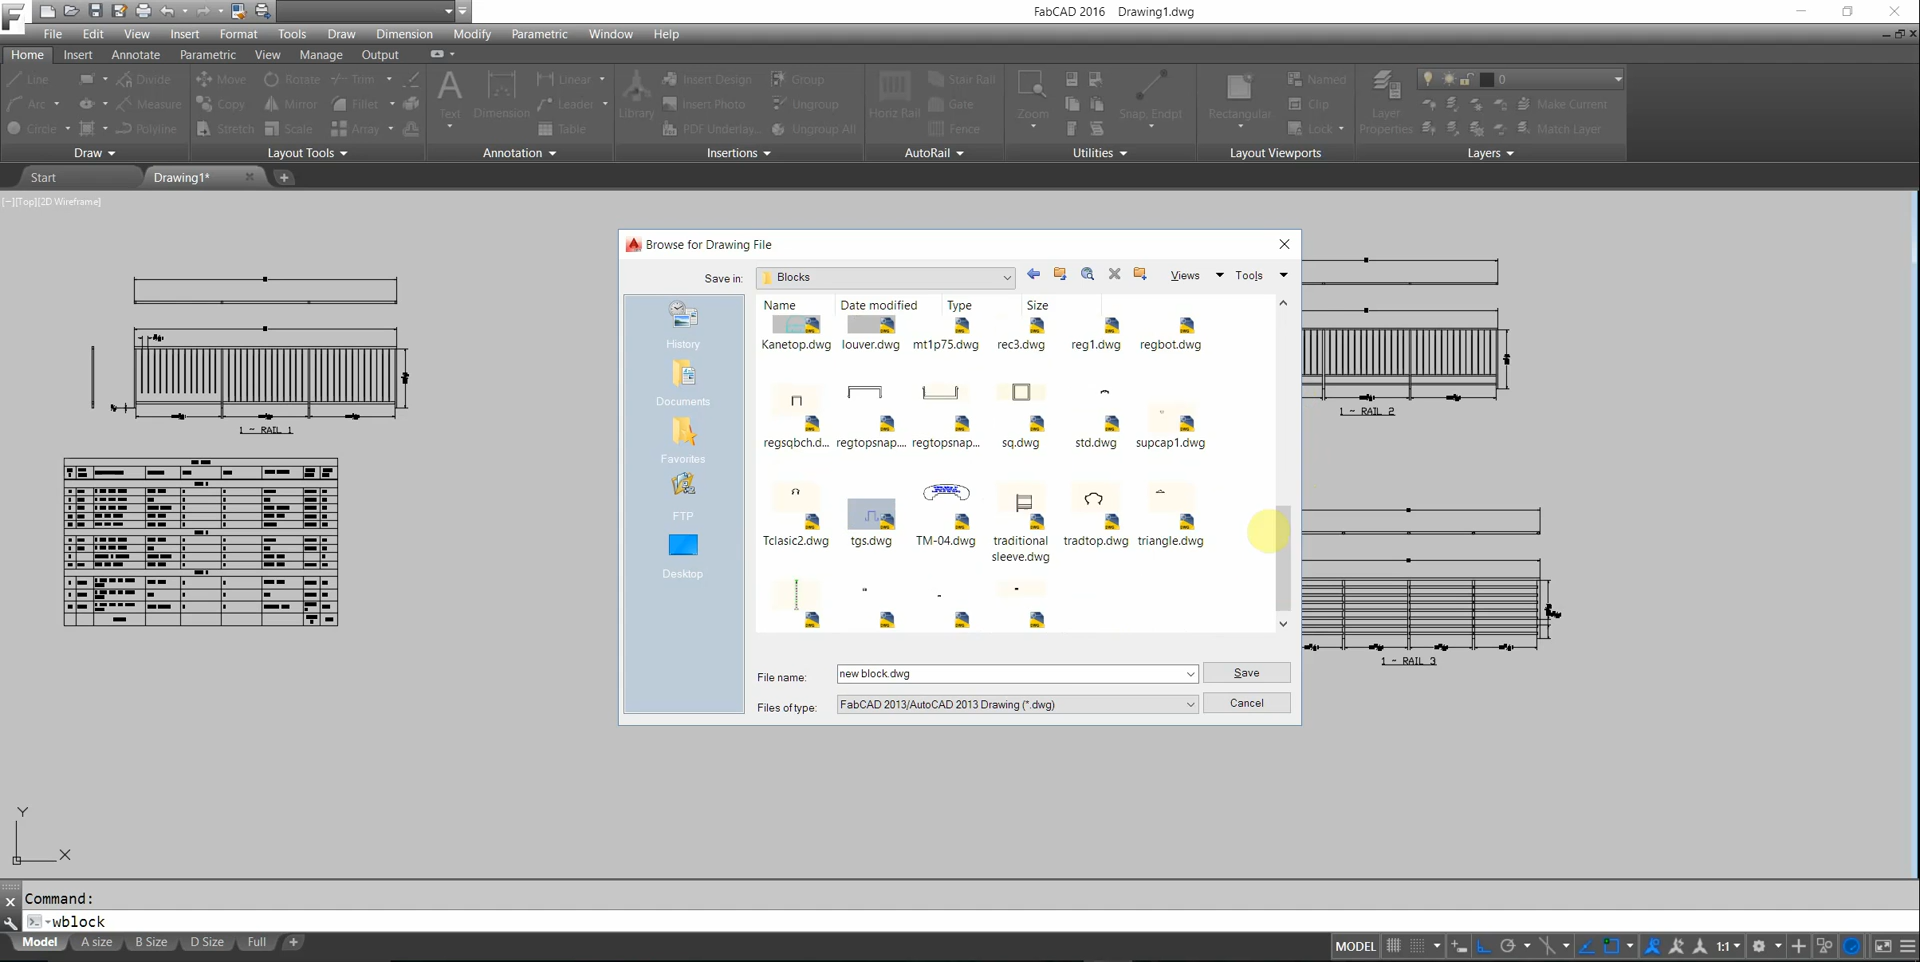 FabCAD 2016 Drawing1.dwg
File Edit View Insert Format Tools Draw Dimension Modify Parametric Window Help
Home Insert Annotate Parametric View Manage Output
Line Divide Move Rotate Trim Text Dimension Linear Library Insert Design Group Honz Rail Stair Rail Zoom Snap, Endpt Rectangular Named Layer Properties 0
Arc Measure Copy Mirror Fillet Leader Insert Photo Ungroup Gate Clip Make Current
Circle Polyline Stretch Scale Array Table PDF Underlay... Ungroup All Fence Lock Match Layer
Draw Layout Tools Annotation Insertions AutoRail Utilities Layout Viewports Layers
Start Drawing1* +
[−][Top][2D Wireframe]
1 ~ RAIL 1
1 ~ RAIL 2
1 ~ RAIL 3
Browse for Drawing File
Save in: Blocks Views Tools
History
Documents
Favorites
FTP
Desktop
Name Date modified Type Size
Kanetop.dwg louver.dwg mt1p75.dwg rec3.dwg reg1.dwg regbot.dwg
regsqbch.d... regtopsnap.... regtopsnap... sq.dwg std.dwg supcap1.dwg
Tclasic2.dwg tgs.dwg TM-04.dwg traditional sleeve.dwg tradtop.dwg triangle.dwg
File name: new block.dwg Save
Files of type: FabCAD 2013/AutoCAD 2013 Drawing (*.dwg) Cancel
Y
X
Command:
wblock
Model A size B Size D Size Full +
MODEL 1:1